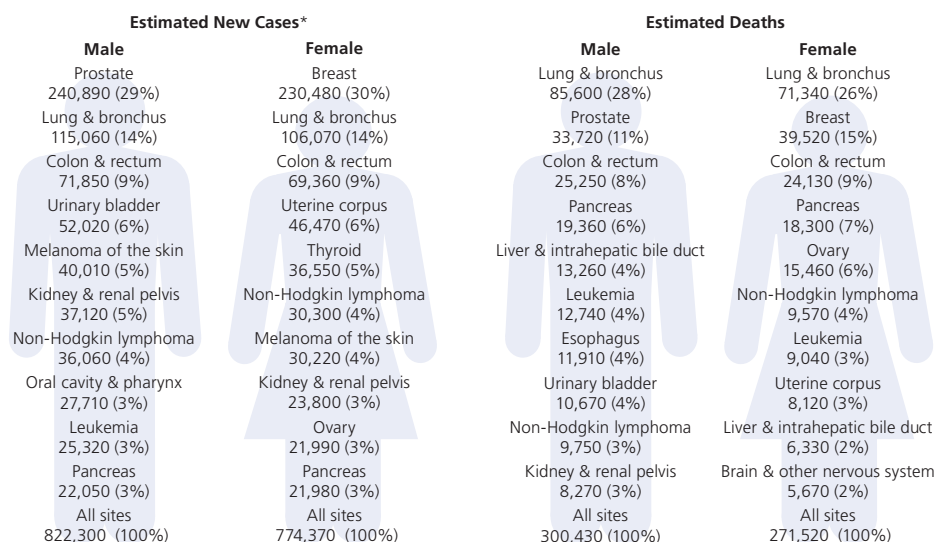 Estimated New Cases*
Male
Prostate
240,890 (29%)
Lung & bronchus
115,060 (14%)
Colon & rectum
71,850 (9%)
Urinary bladder
52,020 (6%)
Melanoma of the skin
40,010 (5%)
Kidney & renal pelvis
37,120 (5%)
Non-Hodgkin lymphoma
36,060 (4%)
Oral cavity & pharynx
27,710 (3%)
Leukemia
25,320 (3%)
Pancreas
22,050 (3%)
All sites
822,300 (100%)
Female
Breast
230,480 (30%)
Lung & bronchus
106,070 (14%)
Colon & rectum
69,360 (9%)
Uterine corpus
46,470 (6%)
Thyroid
36,550 (5%)
Non-Hodgkin lymphoma
30,300 (4%)
Melanoma of the skin
30,220 (4%)
Kidney & renal pelvis
23,800 (3%)
Ovary
21,990 (3%)
Pancreas
21,980 (3%)
All sites
774,370 (100%)
Estimated Deaths
Male
Lung & bronchus
85,600 (28%)
Prostate
33,720 (11%)
Colon & rectum
25,250 (8%)
Pancreas
19,360 (6%)
Liver & intrahepatic bile duct
13,260 (4%)
Leukemia
12,740 (4%)
Esophagus
11,910 (4%)
Urinary bladder
10,670 (4%)
Non-Hodgkin lymphoma
9,750 (3%)
Kidney & renal pelvis
8,270 (3%)
All sites
300,430 (100%)
Female
Lung & bronchus
71,340 (26%)
Breast
39,520 (15%)
Colon & rectum
24,130 (9%)
Pancreas
18,300 (7%)
Ovary
15,460 (6%)
Non-Hodgkin lymphoma
9,570 (4%)
Leukemia
9,040 (3%)
Uterine corpus
8,120 (3%)
Liver & intrahepatic bile duct
6,330 (2%)
Brain & other nervous system
5,670 (2%)
All sites
271,520 (100%)